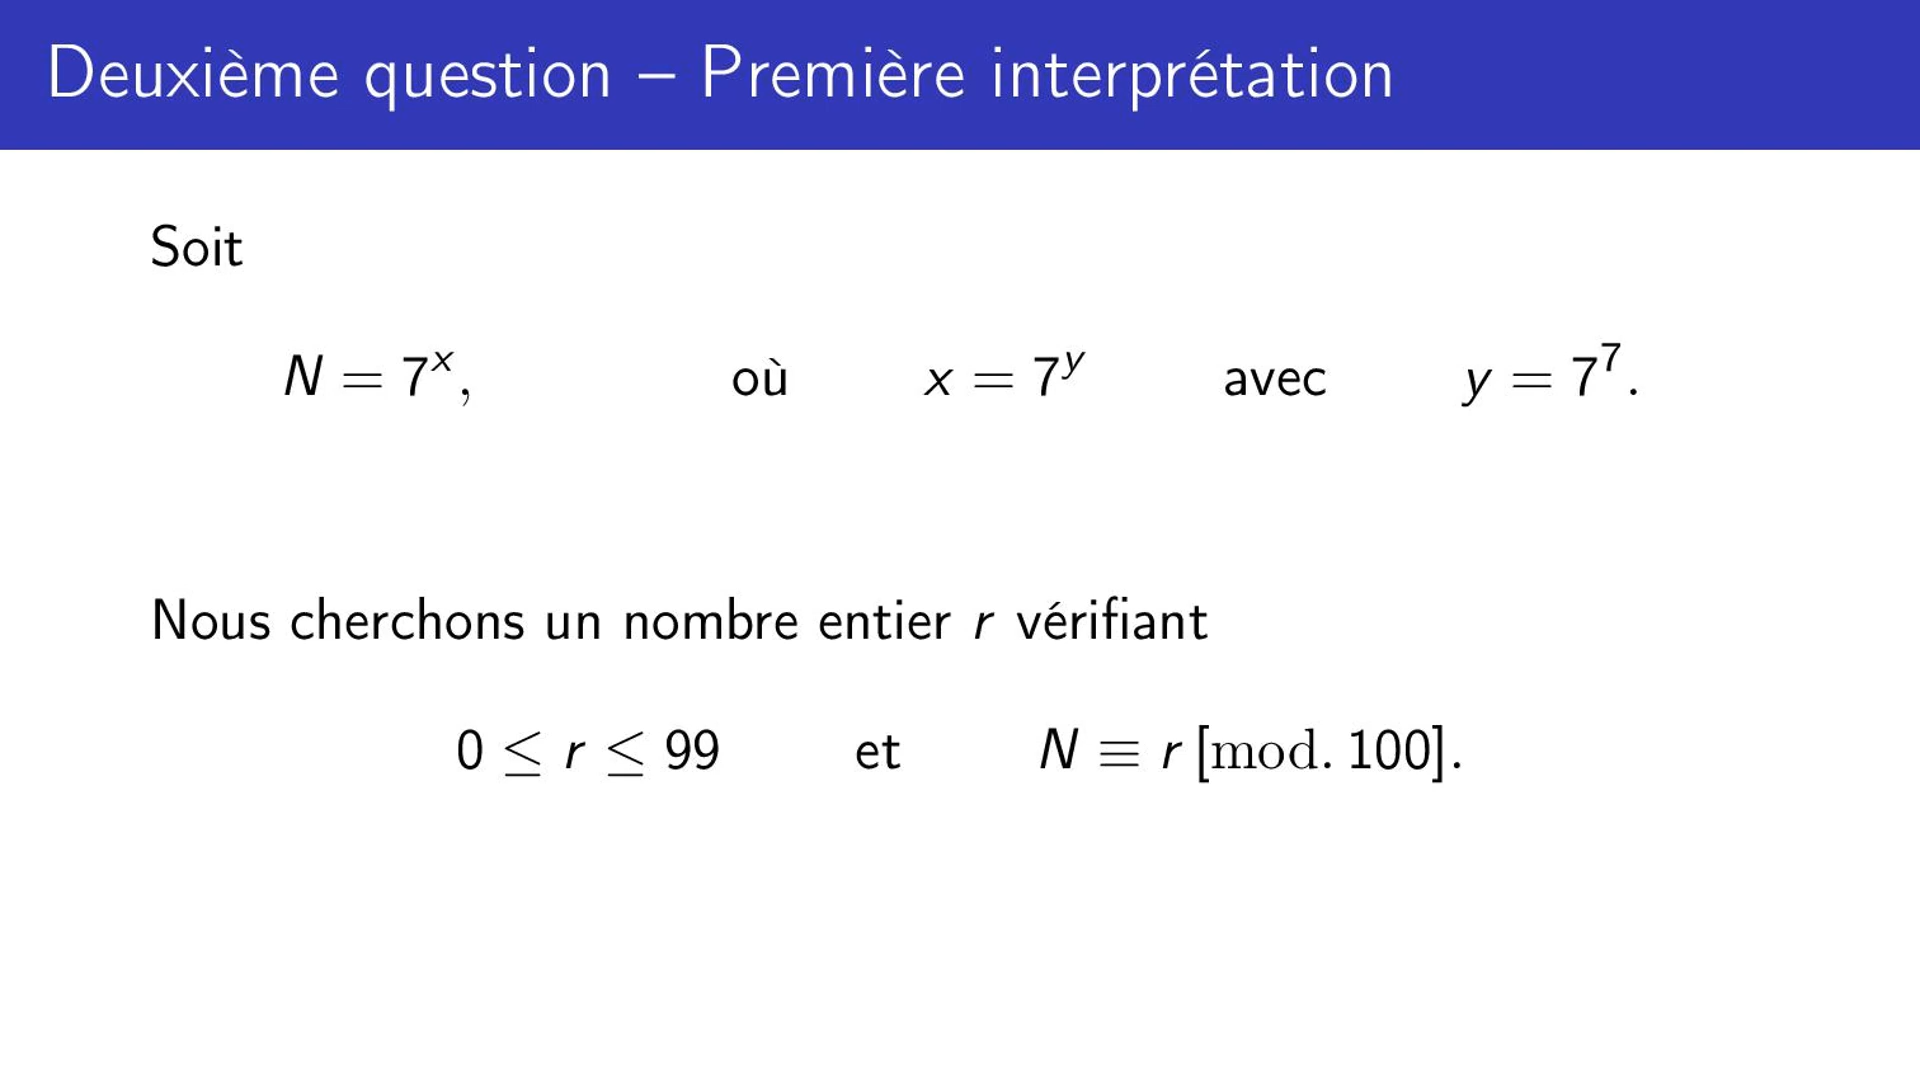 Deuxième question – Première interprétation
Soit
N = 7^x, où x = 7^y avec y = 7^7.
Nous cherchons un nombre entier r vérifiant
0 ≤ r ≤ 99 et N ≡ r [mod. 100].